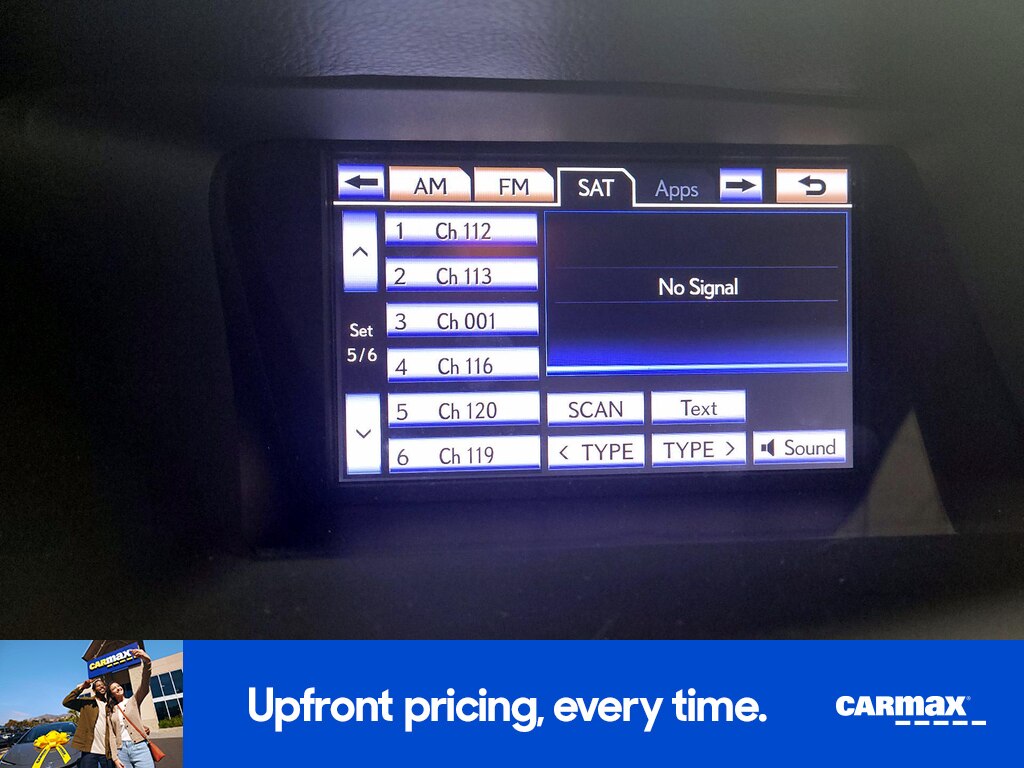 AM FM SAT Apps
1 Ch 112
2 Ch 113
No Signal
3 Ch 001
Set
5/6
4 Ch 116
5 Ch 120
SCAN Text
6 Ch 119
< TYPE TYPE > Sound
CARMAX
Upfront pricing, every time.
CARMAX®